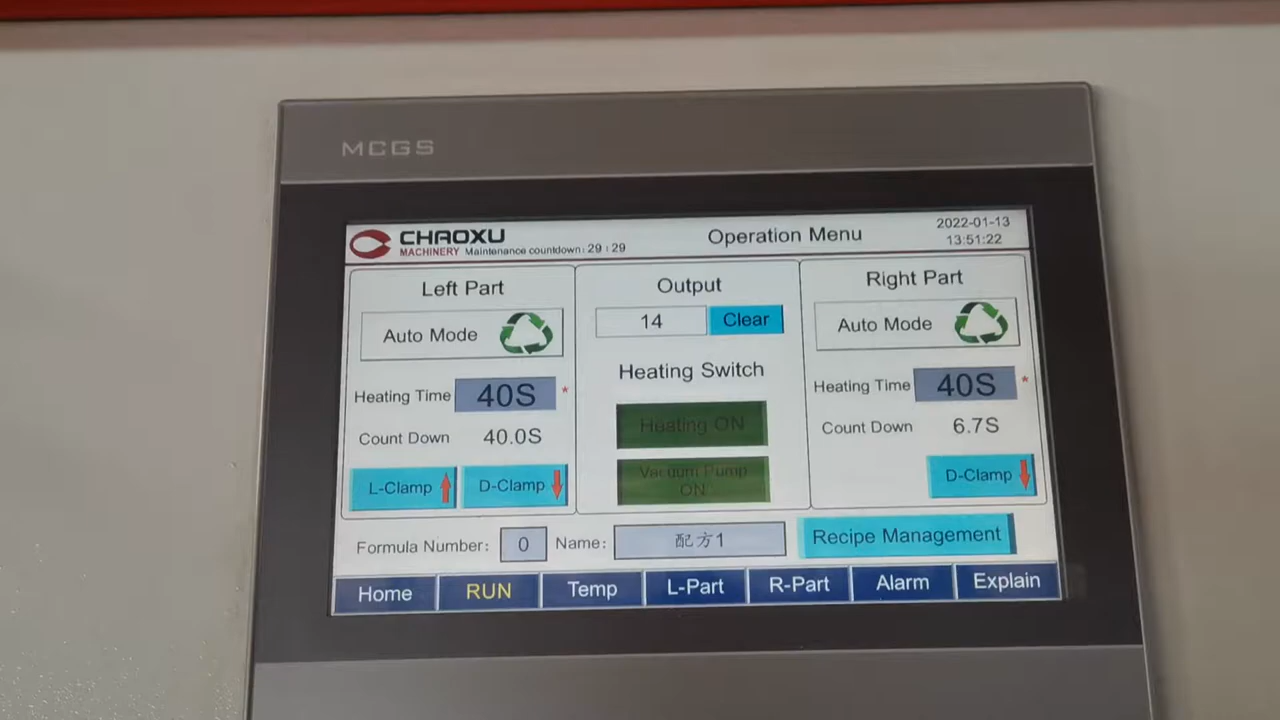 MCGS
CHAOXU
MACHINERY Maintenance countdown: 29 : 29
Operation Menu
2022-01-13
13:51:22
Left Part
Auto Mode
Heating Time 40S *
Count Down 40.0S
L-Clamp D-Clamp
Output
14 Clear
Heating Switch
Heating ON
Vacuum Pump
ON
Right Part
Auto Mode
Heating Time 40S *
Count Down 6.7S
D-Clamp
Formula Number: 0 Name: 配方1 Recipe Management
Home RUN Temp L-Part R-Part Alarm Explain